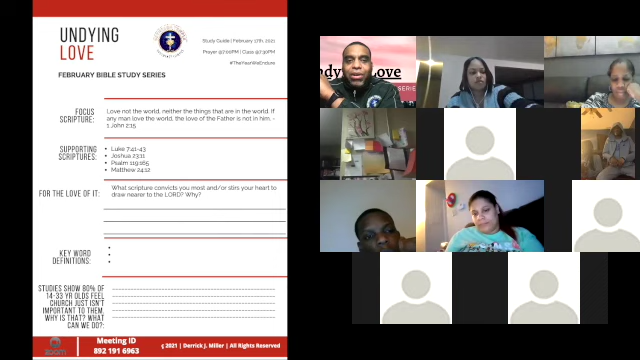 UNDYING
LOVE
Study Guide | February 17th, 2021
Prayer @7:00PM | Class @7:30PM
#TheYearWeEndure
FEBRUARY BIBLE STUDY SERIES
FOCUS
SCRIPTURE:
Love not the world, neither the things that are in the world. If
any man love the world, the love of the Father is not in him. -
1 John 2:15
SUPPORTING
SCRIPTURES:
• Luke 7:41-43
• Joshua 23:11
• Psalm 119:165
• Matthew 24:12
FOR THE LOVE OF IT:
What scripture convicts you most and/or stirs your heart to
draw nearer to the LORD? Why?
KEY WORD
DEFINITIONS:
STUDIES SHOW 80% OF
14-33 YR OLDS FEEL
CHURCH JUST ISN'T
IMPORTANT TO THEM.
WHY IS THAT? WHAT
CAN WE DO?:
zoom
Meeting ID
892 191 6963
© 2021 | Derrick J. Miller | All Rights Reserved
Love